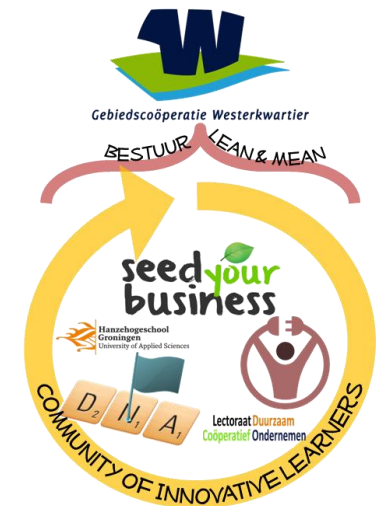 W
Gebiedscoöperatie Westerkwartier
BESTUUR LEAN & MEAN
seed your
business
Hanzehogeschool
Groningen
University of Applied Sciences
D2 N1 A1
Lectoraat Duurzaam
Coöperatief Ondernemen
COMMUNITY OF INNOVATIVE LEARNERS